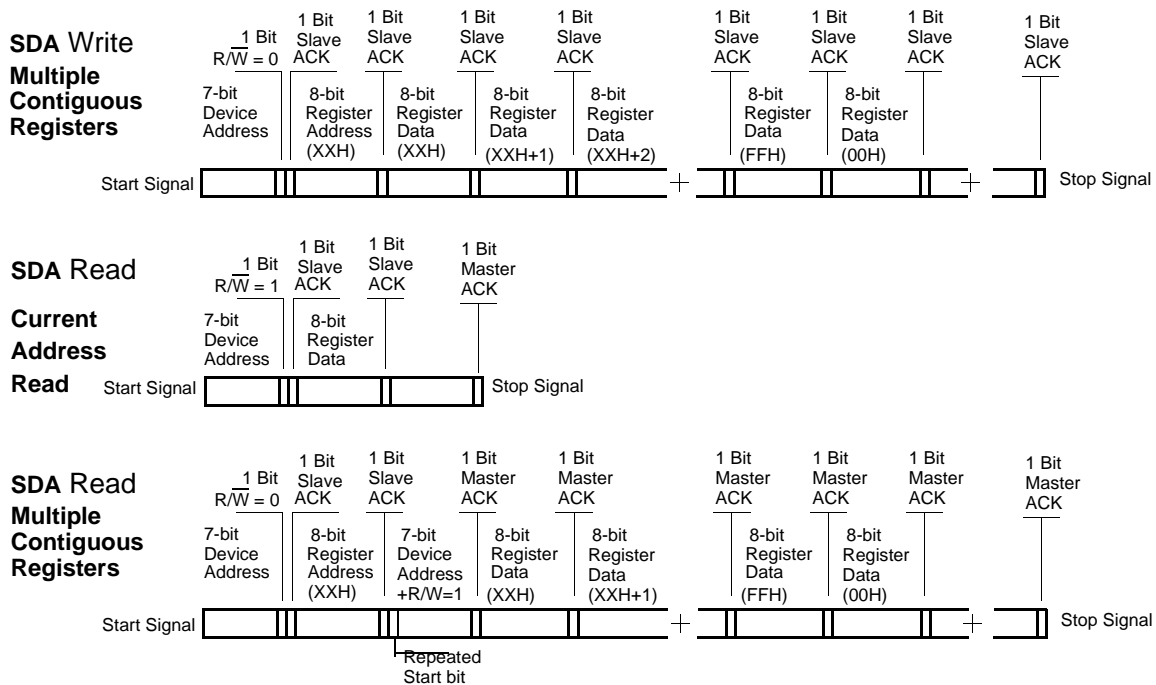 SDA Write
Multiple
Contiguous
Registers
1 Bit
R/W = 0
1 Bit
Slave
ACK
1 Bit
Slave
ACK
1 Bit
Slave
ACK
1 Bit
Slave
ACK
1 Bit
Slave
ACK
1 Bit
Slave
ACK
1 Bit
Slave
ACK
1 Bit
Slave
ACK
7-bit
Device
Address
8-bit
Register
Address
(XXH)
8-bit
Register
Data
(XXH)
8-bit
Register
Data
(XXH+1)
8-bit
Register
Data
(XXH+2)
8-bit
Register
Data
(FFH)
8-bit
Register
Data
(00H)
Start Signal
Stop Signal
SDA Read
Current
Address
Read
1 Bit
R/W = 1
1 Bit
Slave
ACK
1 Bit
Slave
ACK
1 Bit
Master
ACK
7-bit
Device
Address
8-bit
Register
Data
Start Signal
Stop Signal
SDA Read
Multiple
Contiguous
Registers
1 Bit
R/W = 0
1 Bit
Slave
ACK
1 Bit
Slave
ACK
1 Bit
Master
ACK
1 Bit
Master
ACK
1 Bit
Master
ACK
1 Bit
Master
ACK
1 Bit
Master
ACK
1 Bit
Master
ACK
7-bit
Device
Address
8-bit
Register
Address
(XXH)
7-bit
Device
Address
+R/W=1
8-bit
Register
Data
(XXH)
8-bit
Register
Data
(XXH+1)
8-bit
Register
Data
(FFH)
8-bit
Register
Data
(00H)
Start Signal
Stop Signal
Repeated
Start bit